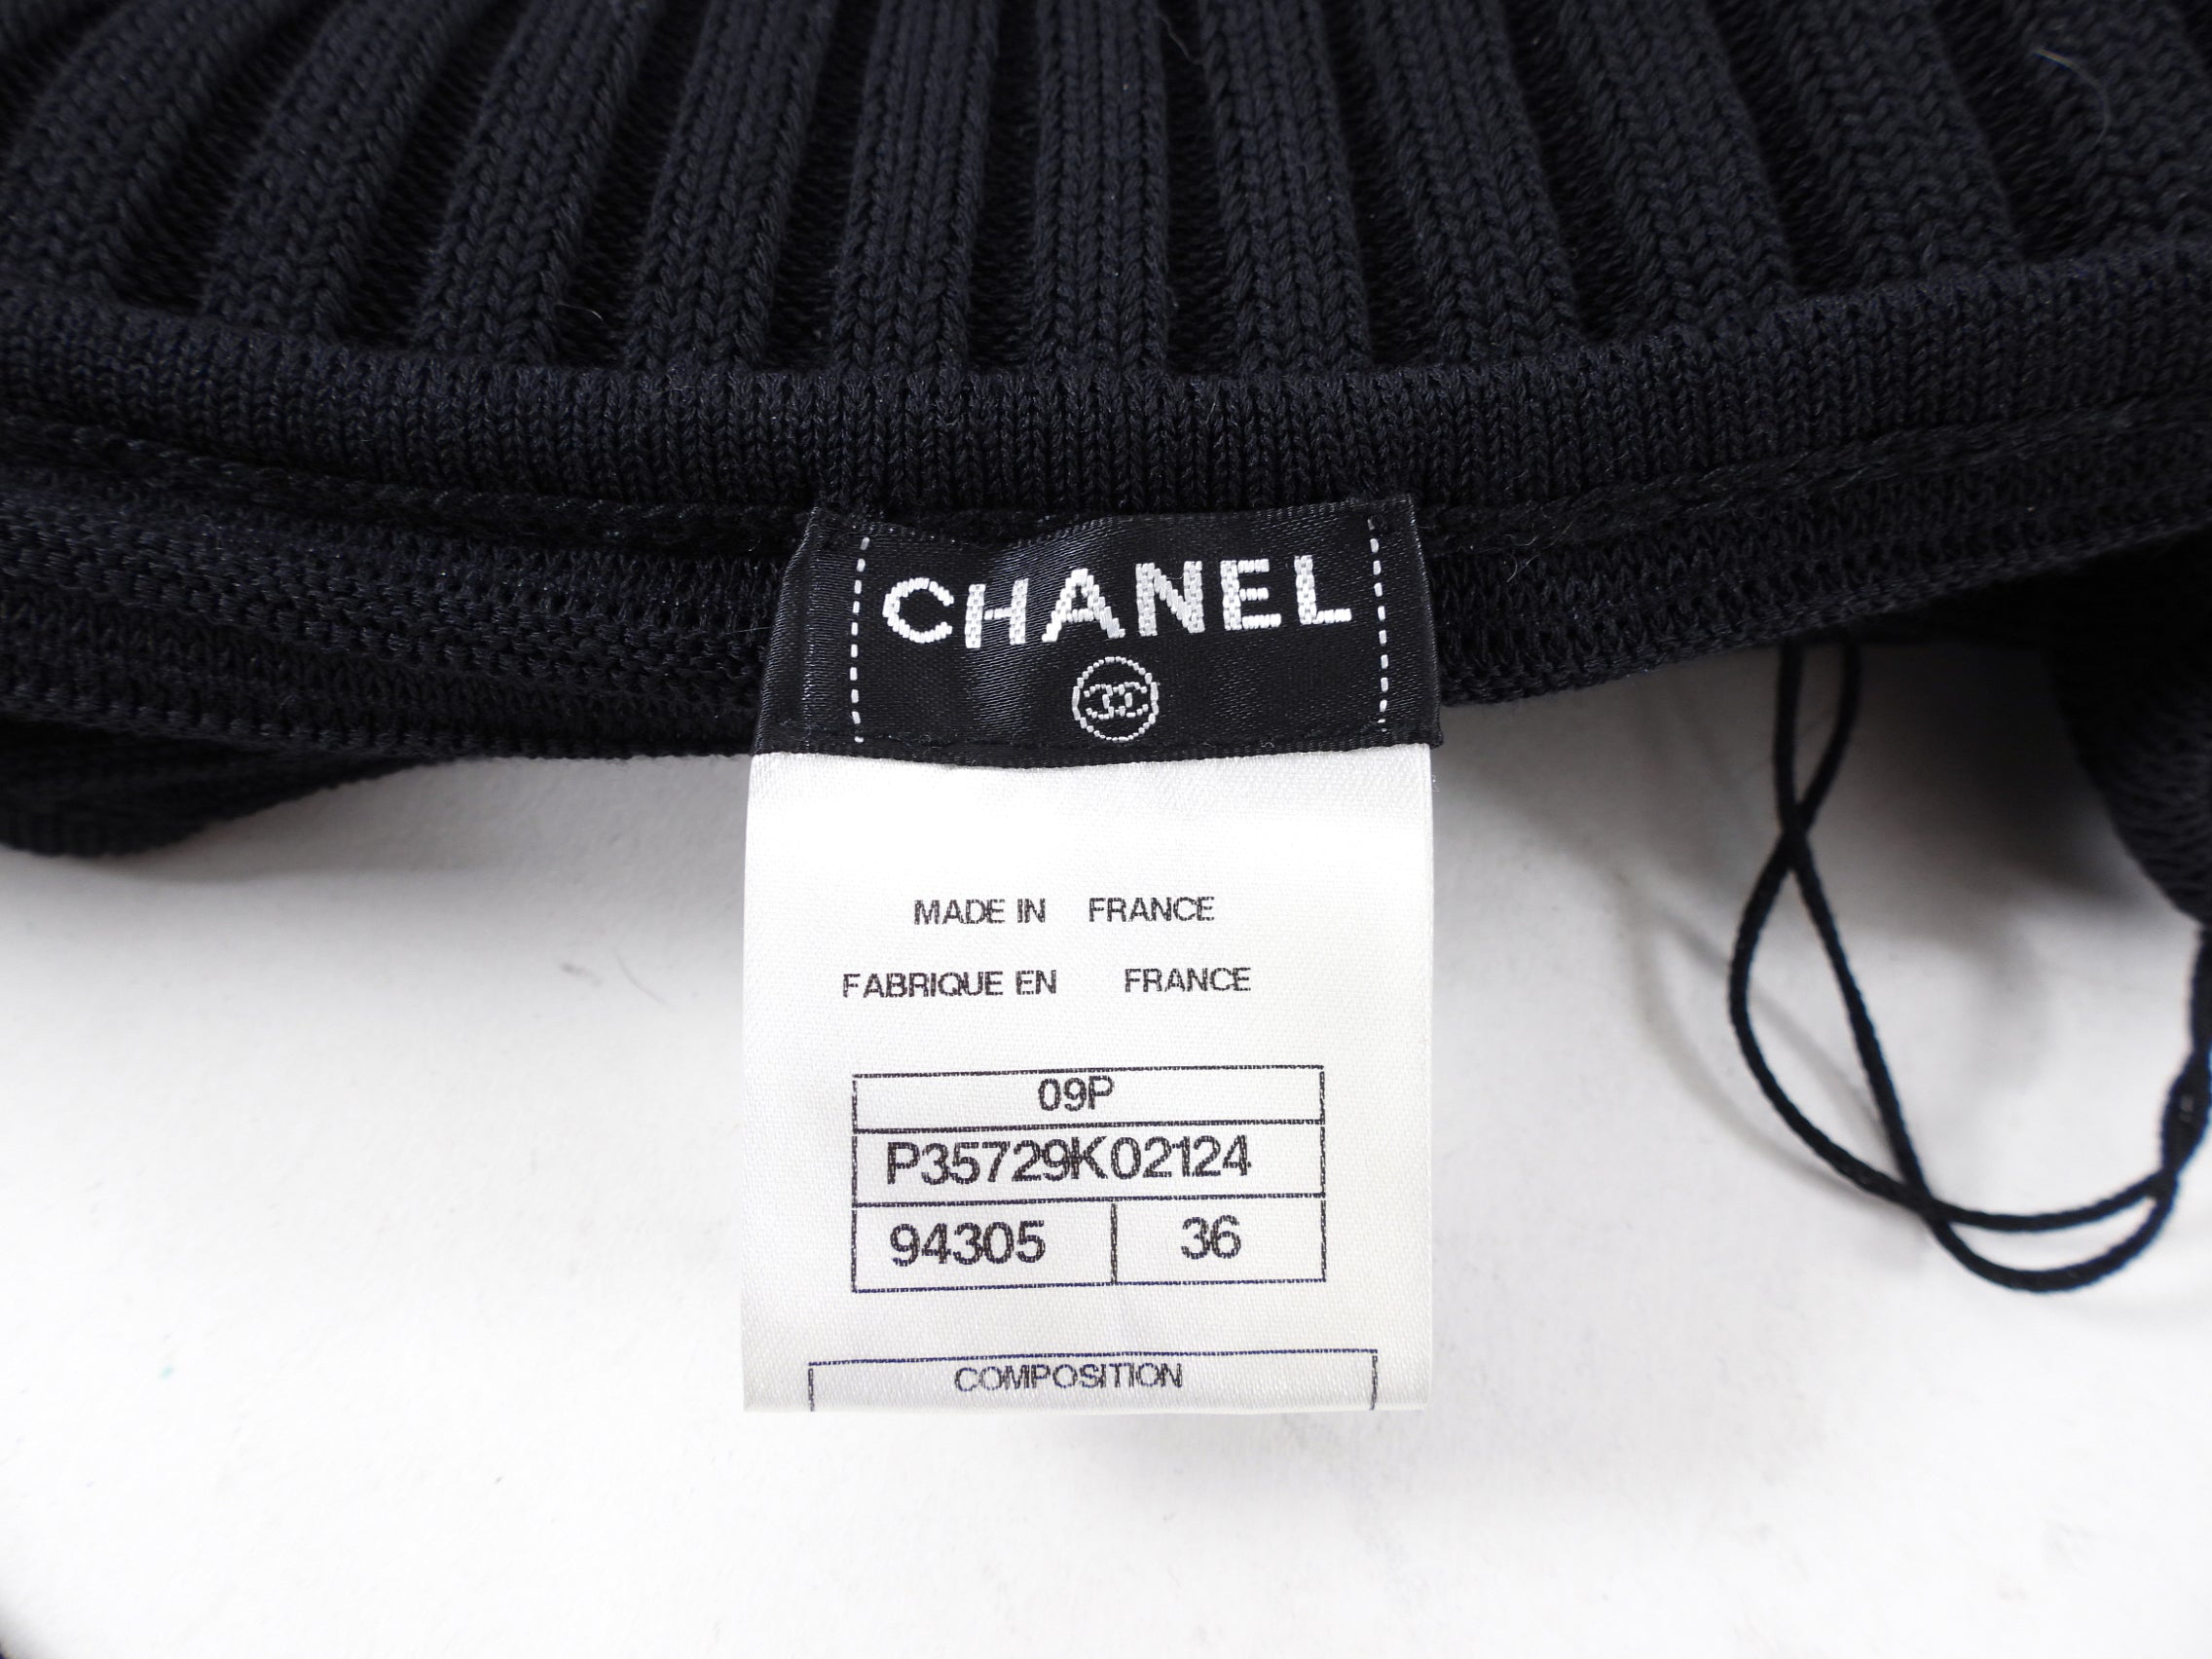 CHANEL
MADE IN FRANCE
FABRIQUE EN FRANCE
09P
P35729K02124
94305 36
COMPOSITION